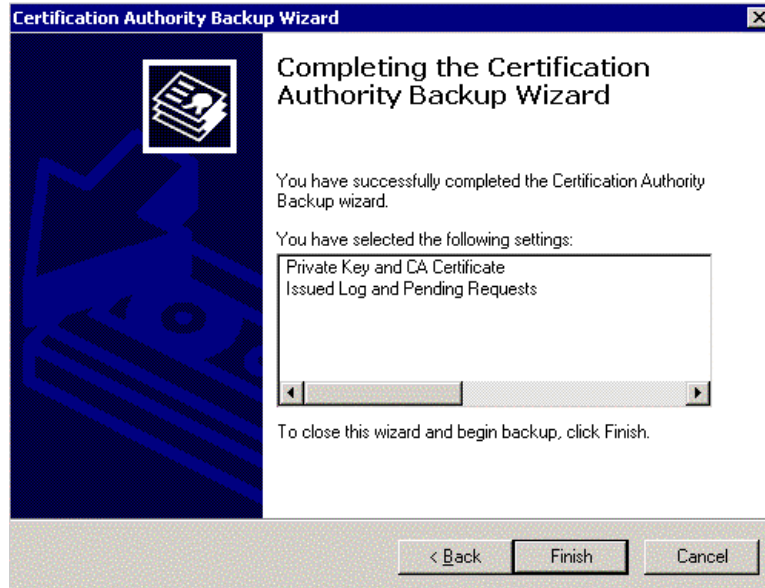 Certification Authority Backup Wizard
Completing the Certification
Authority Backup Wizard
You have successfully completed the Certification Authority
Backup wizard.
You have selected the following settings:
Private Key and CA Certificate
Issued Log and Pending Requests
To close this wizard and begin backup, click Finish.
< Back Finish Cancel